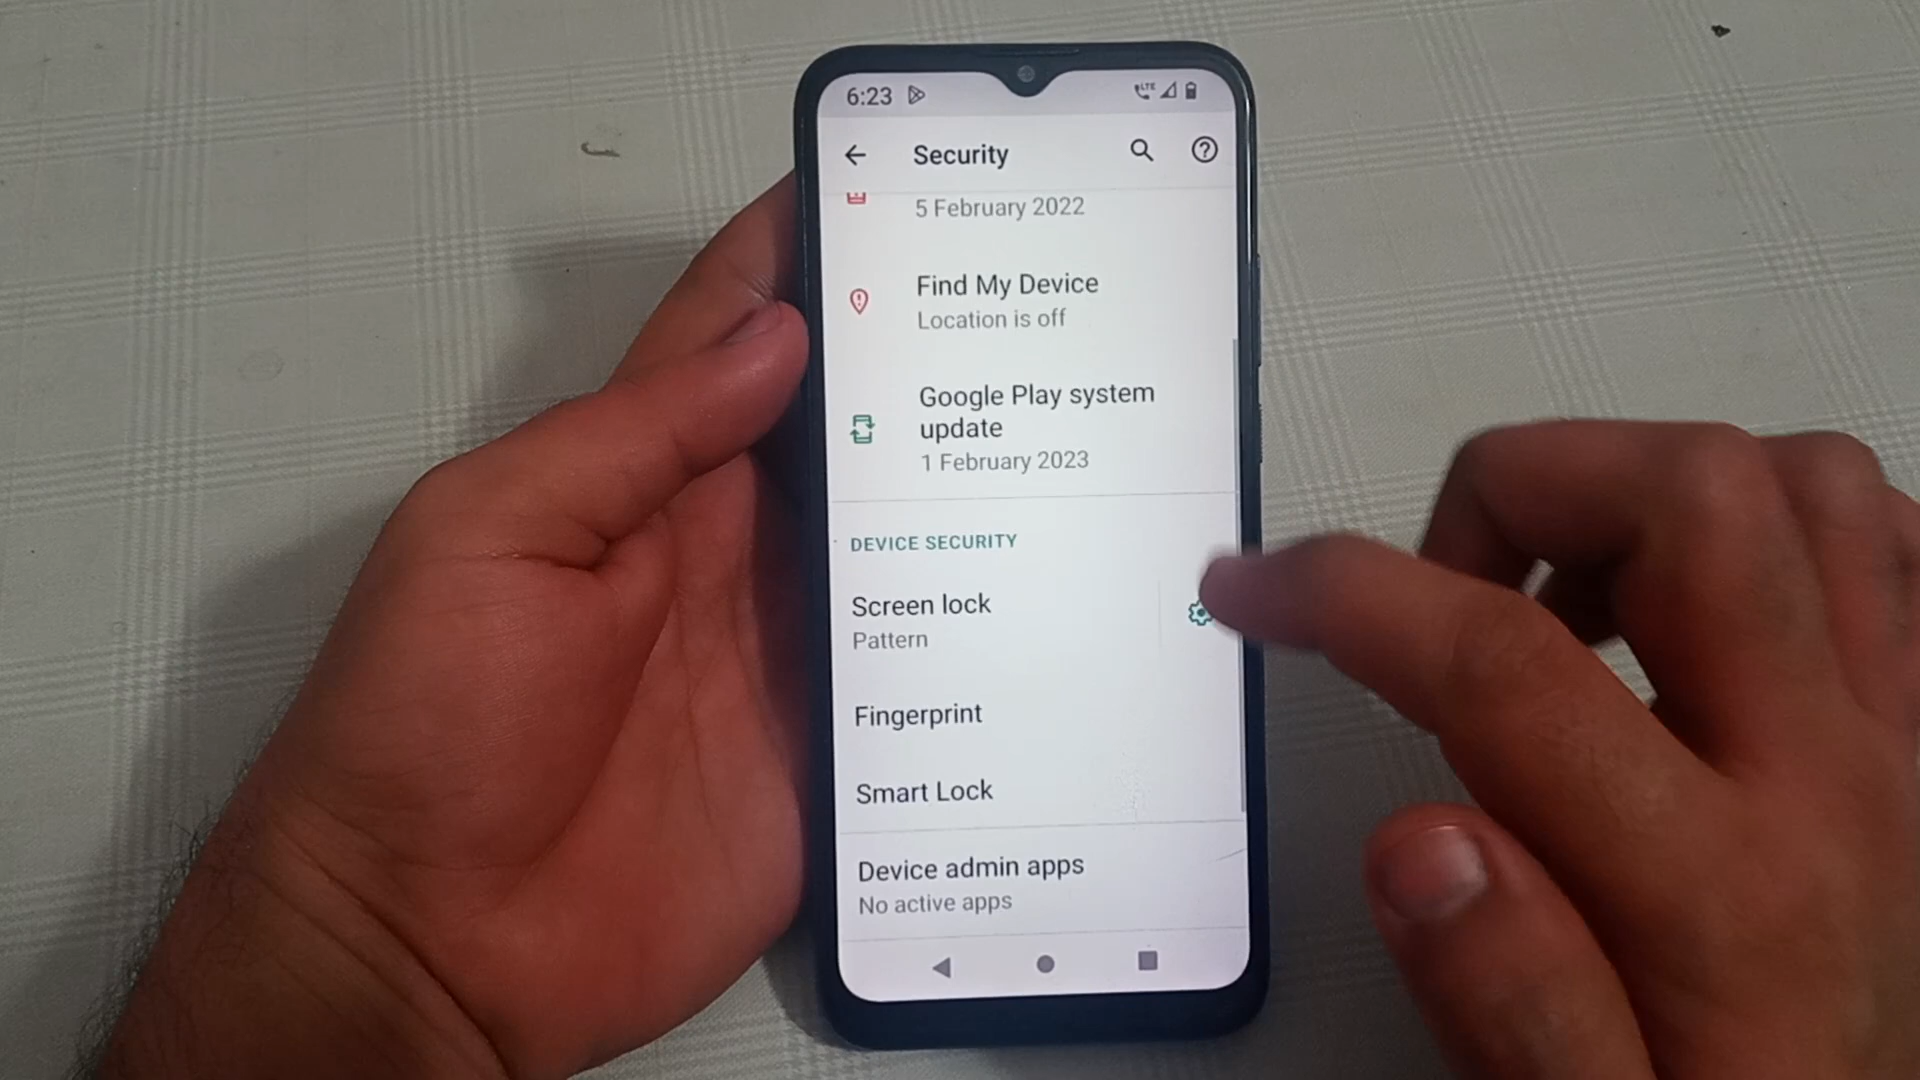 6:23
LTE
Security
5 February 2022
Find My Device
Location is off
Google Play system
update
1 February 2023
DEVICE SECURITY
Screen lock
Pattern
Fingerprint
Smart Lock
Device admin apps
No active apps